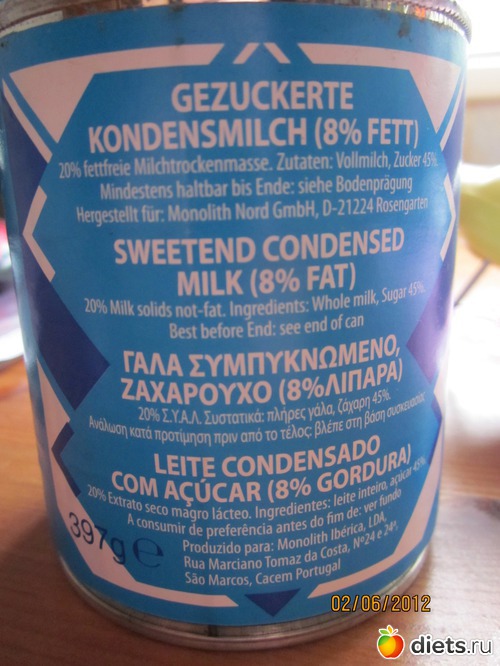 GEZUCKERTE
KONDENSMILCH (8% FETT)
20% fettfreie Milchtrockenmasse. Zutaten: Vollmilch, Zucker 45%.
Mindestens haltbar bis Ende: siehe Bodenprägung
Hergestellt für: Monolith Nord GmbH, D-21224 Rosengarten
SWEETEND CONDENSED
MILK (8% FAT)
20% Milk solids not-fat. Ingredients: Whole milk, Sugar 45%.
Best before End: see end of can
ΓΑΛΑ ΣΥΜΠΥΚΝΩΜΕΝΟ,
ΖΑΧΑΡΟΥΧΟ (8%ΛΙΠΑΡΑ)
20% Σ.Υ.Α.Λ. Συστατικά: πλήρες γάλα, ζάχαρη 45%.
Ανάλωση κατά προτίμηση πριν από το τέλος: βλέπε στη βάση συσκευασίας
LEITE CONDENSADO
COM AÇÚCAR (8% GORDURA)
20% Extrato seco magro lácteo. Ingredientes: leite inteiro, açúcar 45%
A consumir de preferência antes do fim de: ver fundo
Produzido para: Monolith Ibérica, LDA,
Rua Marciano Tomaz da Costa, Nº24 e 24ª,
São Marcos, Cacem Portugal
397g ℮
02/06/2012
diets.ru